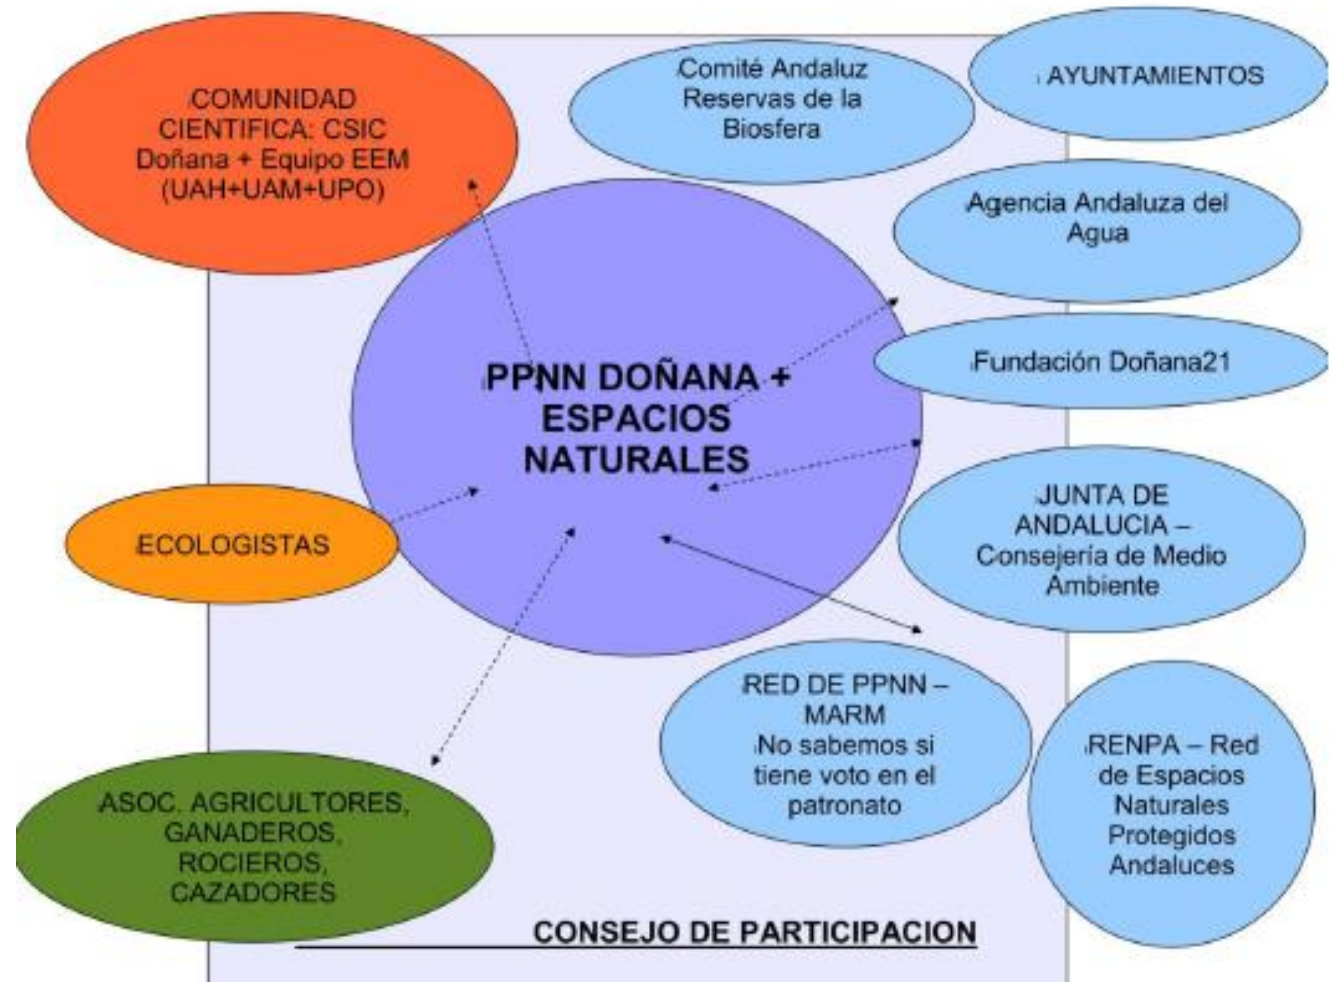 COMUNIDAD
CIENTIFICA: CSIC
Doñana + Equipo EEM
(UAH+UAM+UPO)
Comité Andaluz
Reservas de la
Biosfera
AYUNTAMIENTOS
Agencia Andaluza del
Agua
Fundación Doñana21
PPNN DOÑANA +
ESPACIOS
NATURALES
ECOLOGISTAS
JUNTA DE
ANDALUCIA –
Consejería de Medio
Ambiente
RED DE PPNN –
MARM
No sabemos si
tiene voto en el
patronato
RENPA – Red
de Espacios
Naturales
Protegidos
Andaluces
ASOC. AGRICULTORES,
GANADEROS,
ROCIEROS,
CAZADORES
CONSEJO DE PARTICIPACION